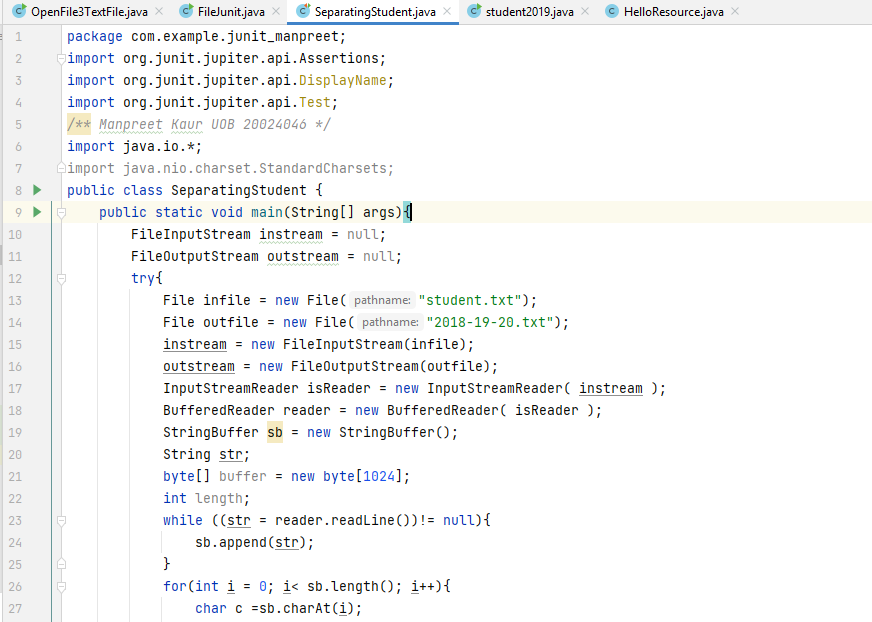 OpenFile3TextFile.java FileJunit.java SeparatingStudent.java student2019.java HelloResource.java
1 package com.example.junit_manpreet;
2 import org.junit.jupiter.api.Assertions;
3 import org.junit.jupiter.api.DisplayName;
4 import org.junit.jupiter.api.Test;
5 /** Manpreet Kaur UOB 20024046 */
6 import java.io.*;
7 import java.nio.charset.StandardCharsets;
8 public class SeparatingStudent {
9 public static void main(String[] args){
10 FileInputStream instream = null;
11 FileOutputStream outstream = null;
12 try{
13 File infile = new File( pathname: "student.txt");
14 File outfile = new File( pathname: "2018-19-20.txt");
15 instream = new FileInputStream(infile);
16 outstream = new FileOutputStream(outfile);
17 InputStreamReader isReader = new InputStreamReader( instream );
18 BufferedReader reader = new BufferedReader( isReader );
19 StringBuffer sb = new StringBuffer();
20 String str;
21 byte[] buffer = new byte[1024];
22 int length;
23 while ((str = reader.readLine())!= null){
24 sb.append(str);
25 }
26 for(int i = 0; i< sb.length(); i++){
27 char c =sb.charAt(i);